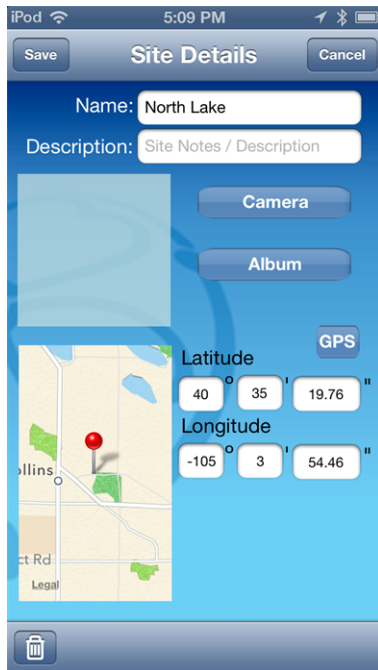 iPod 5:09 PM
Save Site Details Cancel
Name: North Lake
Description: Site Notes / Description
Camera
Album
GPS
Latitude
40 o 35 ' 19.76 "
Longitude
-105 o 3 ' 54.46 "
ollins
ct Rd
Legal